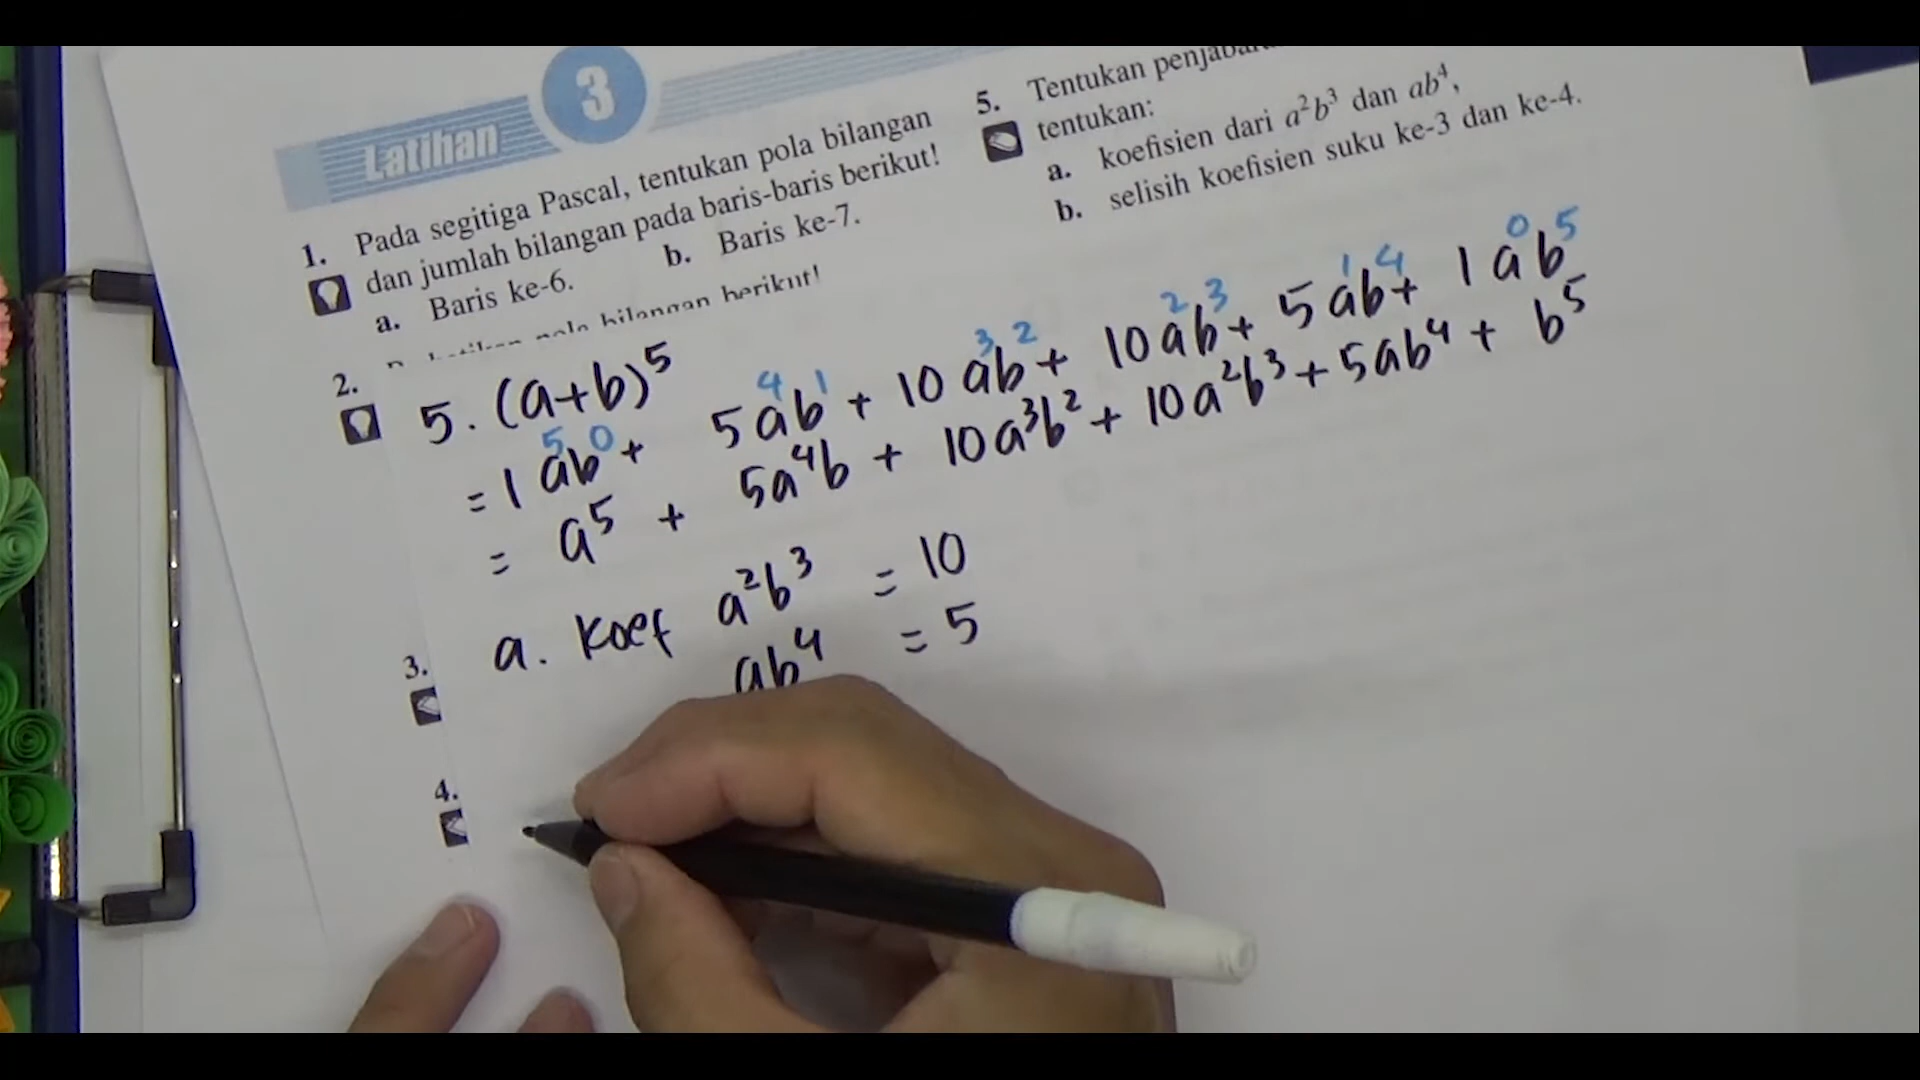 Latihan 3
1. Pada segitiga Pascal, tentukan pola bilangan
dan jumlah bilangan pada baris-baris berikut!
a. Baris ke-6. b. Baris ke-7.
2. bilangan berikut!
3.
4.
5. Tentukan
tentukan:
a. koefisien dari a²b³ dan ab⁴,
b. selisih koefisien suku ke-3 dan ke-4.
5. (a+b)⁵
= 1 a⁵b⁰ + 5 a⁴b¹ + 10 a³b² + 10 a²b³ + 5 a¹b⁴ + 1 a⁰b⁵
= a⁵ + 5a⁴b + 10a³b² + 10a²b³ + 5ab⁴ + b⁵
a. Koef a²b³ = 10
ab⁴ = 5